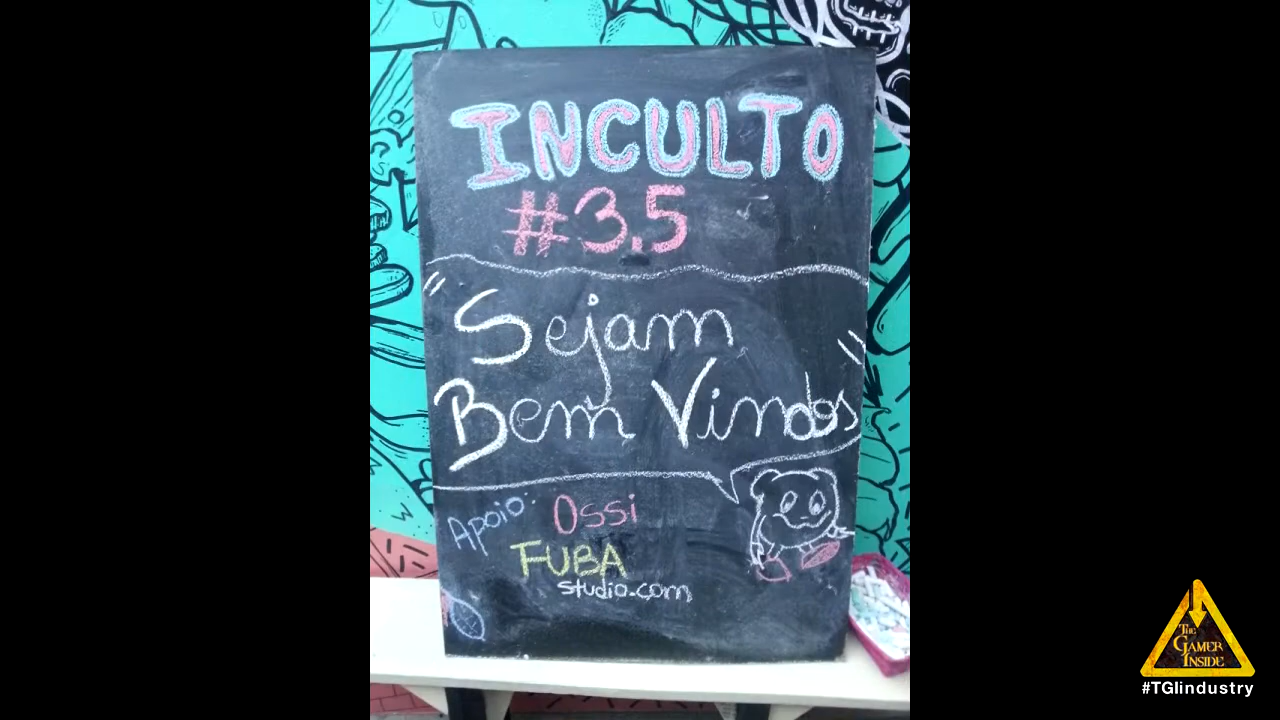 INCULTO
#3.5
"Sejam
Bem Vindos"
Apoio: Ossi
FUBA
studio.com
THE
GAMER
INSIDE
#TGIindustry